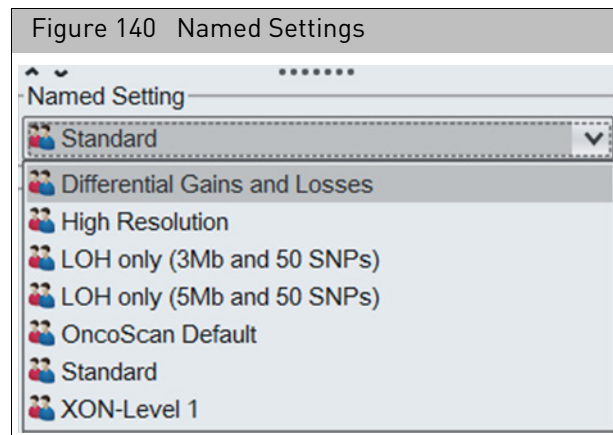 Figure 140 Named Settings
Named Setting
Standard
Differential Gains and Losses
High Resolution
LOH only (3Mb and 50 SNPs)
LOH only (5Mb and 50 SNPs)
OncoScan Default
Standard
XON-Level 1